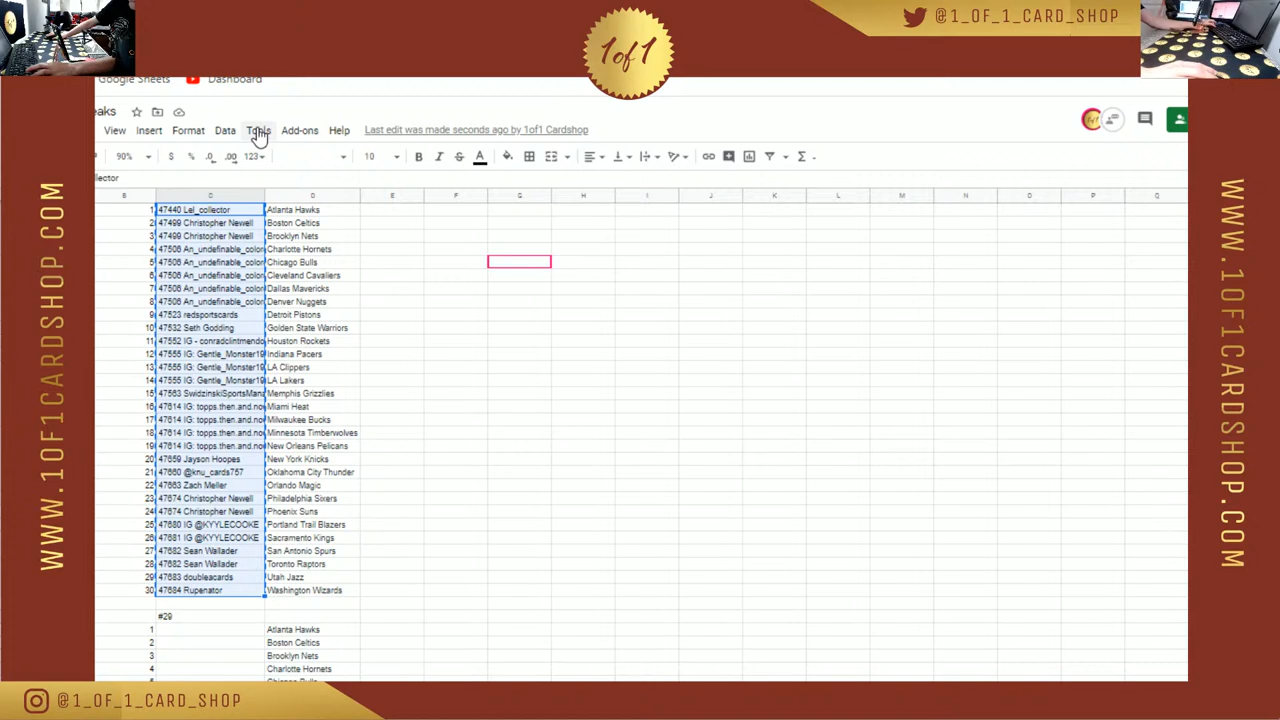 1of1
@1_OF_1_CARD_SHOP
Google Sheets Dashboard
eaks
View Insert Format Data Tools Add-ons Help Last edit was made seconds ago by 1of1 Cardshop
90% $ % .0 .00 123 10 B I S A
lector
B C D E F G H I J K L M N O P Q
1 47440 Lel_collector Atlanta Hawks
2 47499 Christopher Newell Boston Celtics
3 47499 Christopher Newell Brooklyn Nets
4 47506 An_undefinable_color Charlotte Hornets
5 47506 An_undefinable_color Chicago Bulls
6 47506 An_undefinable_color Cleveland Cavaliers
7 47506 An_undefinable_color Dallas Mavericks
8 47506 An_undefinable_color Denver Nuggets
9 47523 redsportscards Detroit Pistons
10 47532 Seth Godding Golden State Warriors
11 47552 IG - conradclintmendo Houston Rockets
12 47555 IG: Gentle_Monster19 Indiana Pacers
13 47555 IG: Gentle_Monster19 LA Clippers
14 47555 IG: Gentle_Monster19 LA Lakers
15 47563 SwidzinskiSportsMana Memphis Grizzlies
16 47614 IG: topps.then.and.no Miami Heat
17 47614 IG: topps.then.and.no Milwaukee Bucks
18 47614 IG: topps.then.and.no Minnesota Timberwolves
19 47614 IG: topps.then.and.no New Orleans Pelicans
20 47659 Jayson Hoopes New York Knicks
21 47660 @knu_cards757 Oklahoma City Thunder
22 47663 Zach Meller Orlando Magic
23 47674 Christopher Newell Philadelphia Sixers
24 47674 Christopher Newell Phoenix Suns
25 47680 IG @KYYLECOOKE Portland Trail Blazers
26 47681 IG @KYYLECOOKE Sacramento Kings
27 47682 Sean Wallader San Antonio Spurs
28 47682 Sean Wallader Toronto Raptors
29 47683 doubleacards Utah Jazz
30 47684 Rupenator Washington Wizards
#29
1 Atlanta Hawks
2 Boston Celtics
3 Brooklyn Nets
4 Charlotte Hornets
WWW.1OF1CARDSHOP.COM
WWW.1OF1CARDSHOP.COM
@1_OF_1_CARD_SHOP